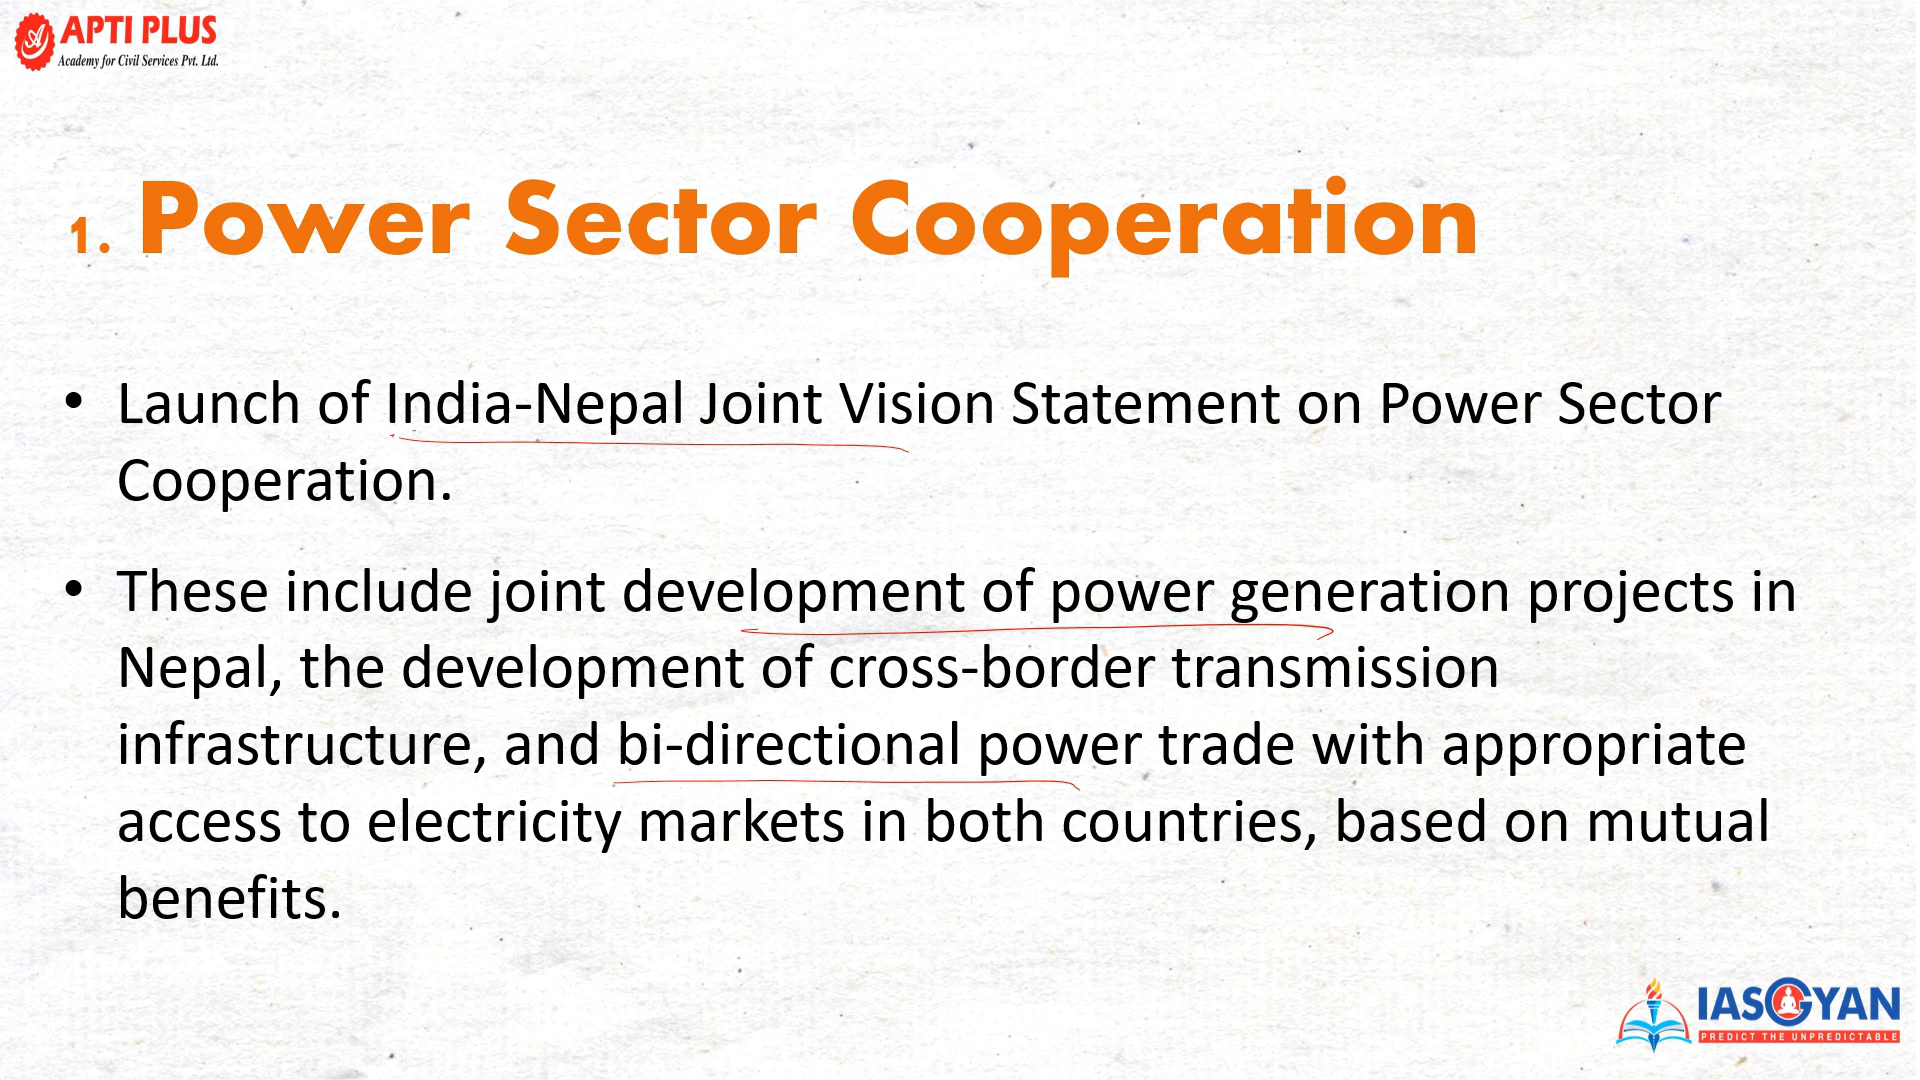 APTI PLUS
Academy for Civil Services Pvt. Ltd.
1. Power Sector Cooperation
• Launch of India-Nepal Joint Vision Statement on Power Sector
Cooperation.
• These include joint development of power generation projects in
Nepal, the development of cross-border transmission
infrastructure, and bi-directional power trade with appropriate
access to electricity markets in both countries, based on mutual
benefits.
IASGYAN
PREDICT THE UNPREDICTABLE